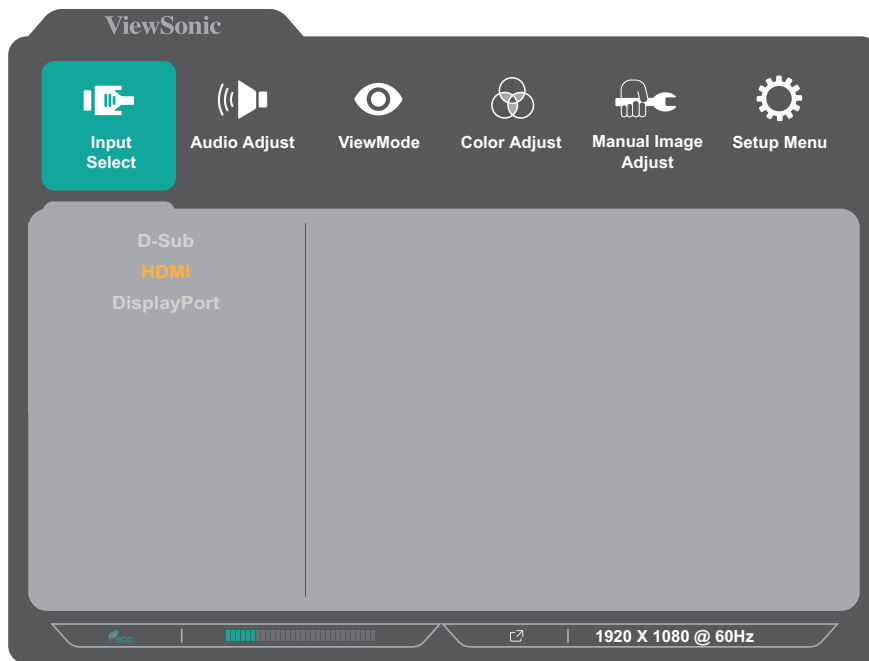 ViewSonic
Input
Select
Audio Adjust
ViewMode
Color Adjust
Manual Image
Adjust
Setup Menu
D-Sub
HDMI
DisplayPort
eco
1920 X 1080 @ 60Hz